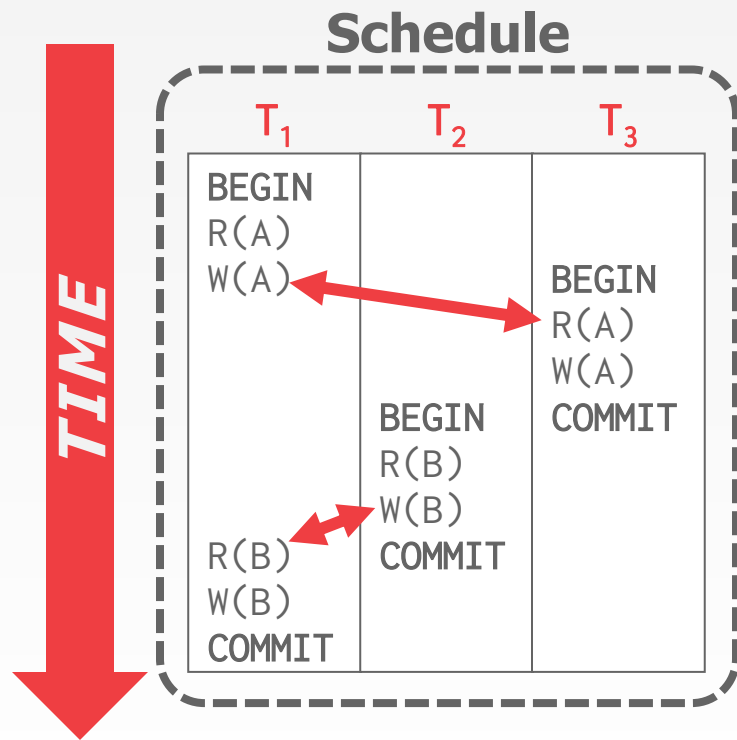 Schedule
TIME
T₁ T₂ T₃
BEGIN
R(A)
W(A) BEGIN
R(A)
W(A)
BEGIN COMMIT
R(B)
W(B)
R(B) COMMIT
W(B)
COMMIT